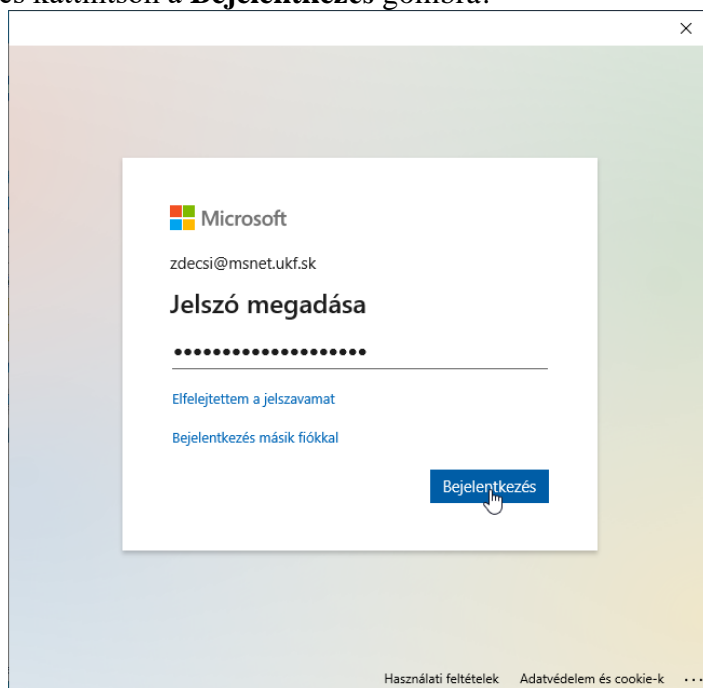 és kattintson a Bejelentkezés gombra:
Microsoft
zdecsi@msnet.ukf.sk
Jelszó megadása
••••••••••••••••••••
Elfelejtettem a jelszavamat
Bejelentkezés másik fiókkal
Bejelentkezés
Használati feltételek Adatvédelem és cookie-k ...